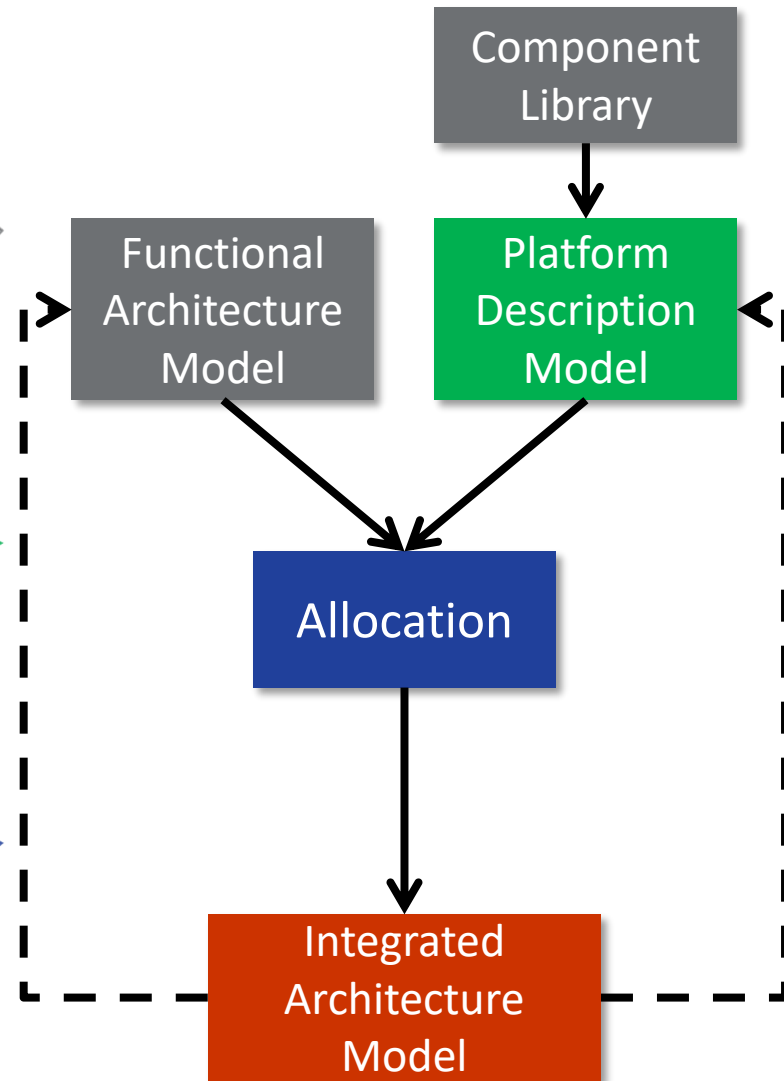 Component
Library
Functional
Architecture
Model
Platform
Description
Model
Allocation
Integrated
Architecture
Model